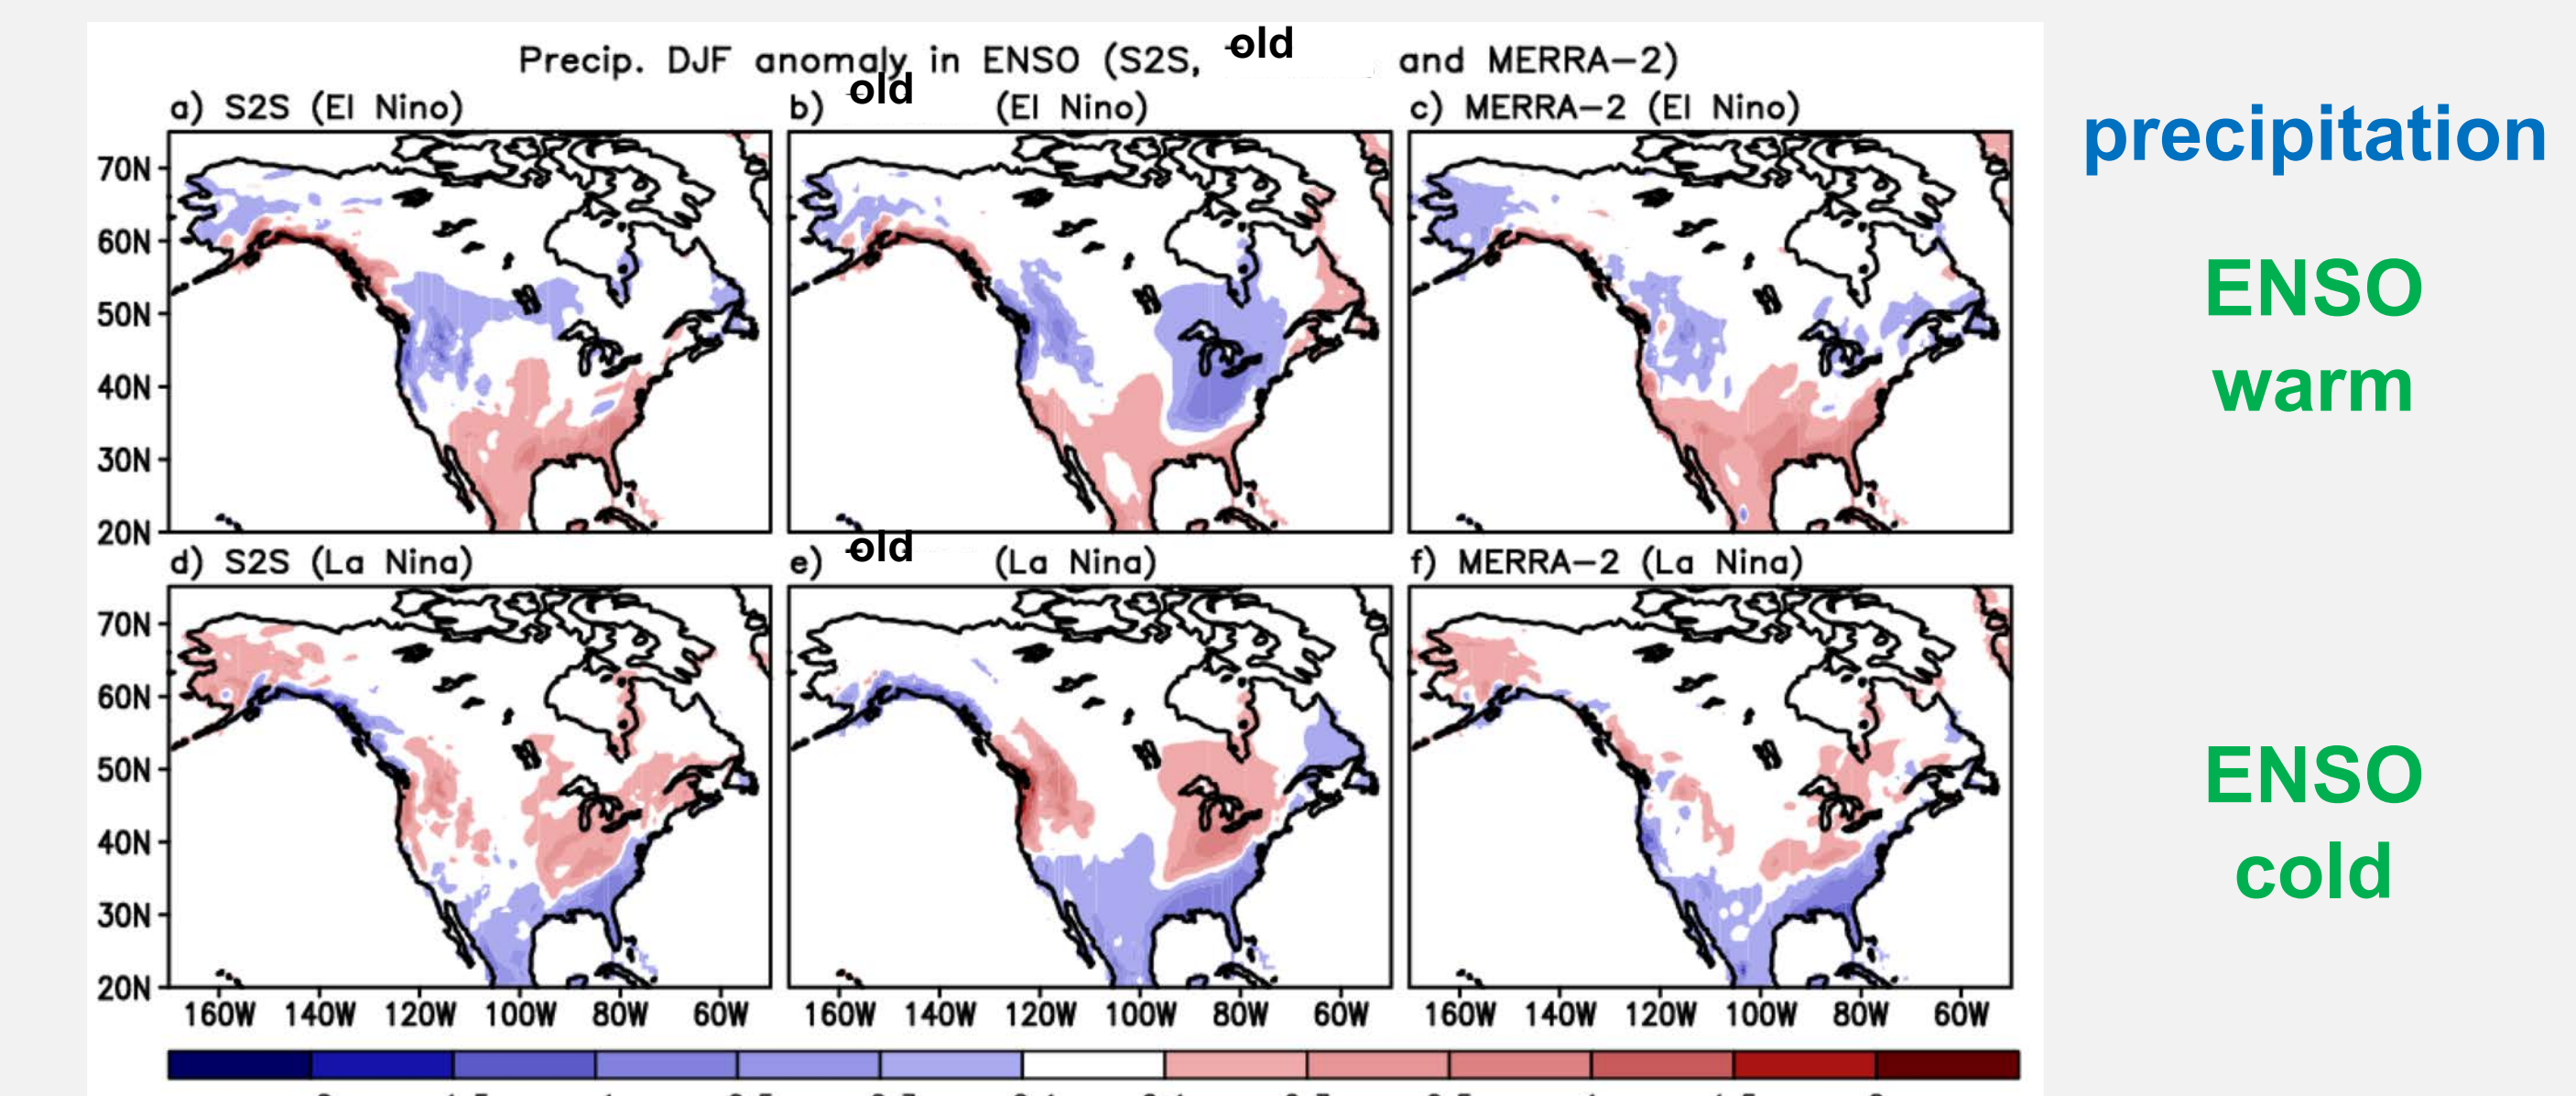 Precip. DJF anomaly in ENSO (S2S, old and MERRA-2)
a) S2S (El Nino)
b) old (El Nino)
c) MERRA-2 (El Nino)
precipitation
70N
60N
50N
40N
30N
20N
ENSO
warm
d) S2S (La Nina)
e) old (La Nina)
f) MERRA-2 (La Nina)
70N
60N
50N
40N
30N
20N
ENSO
cold
160W 140W 120W 100W 80W 60W 160W 140W 120W 100W 80W 60W 160W 140W 120W 100W 80W 60W